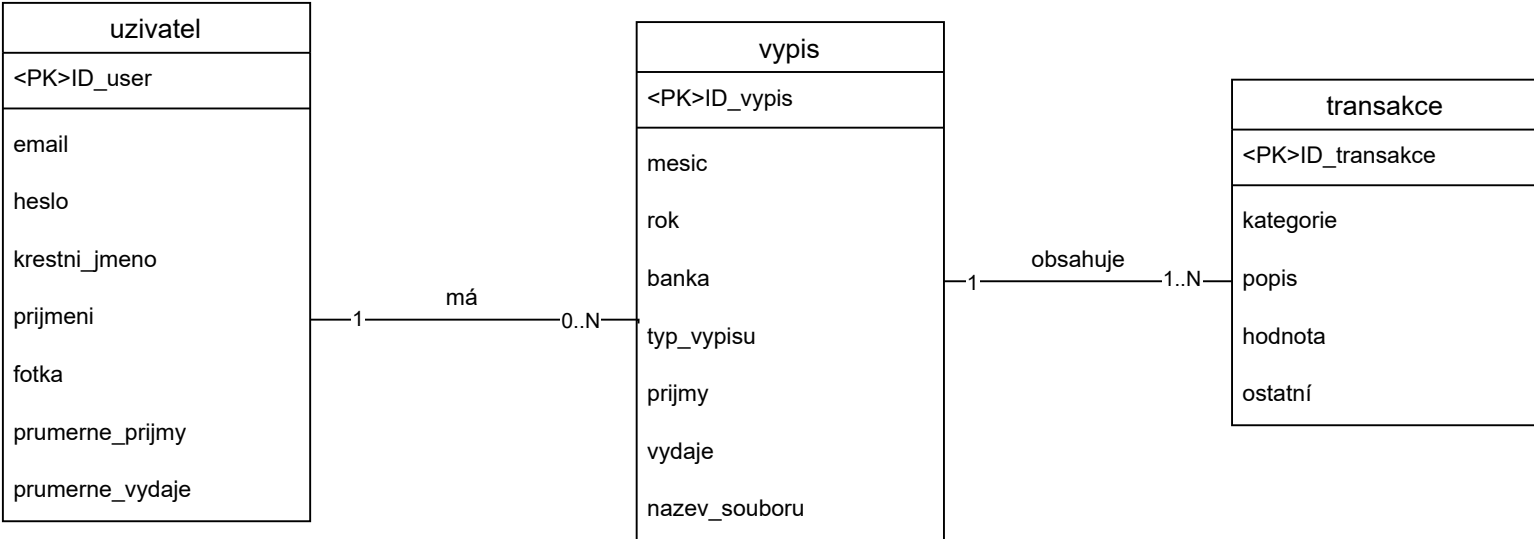 uzivatel
<PK>ID_user
email
heslo
krestni_jmeno
prijmeni
fotka
prumerne_prijmy
prumerne_vydaje
má
1
0..N
vypis
<PK>ID_vypis
mesic
rok
banka
typ_vypisu
prijmy
vydaje
nazev_souboru
obsahuje
1
1..N
transakce
<PK>ID_transakce
kategorie
popis
hodnota
ostatní